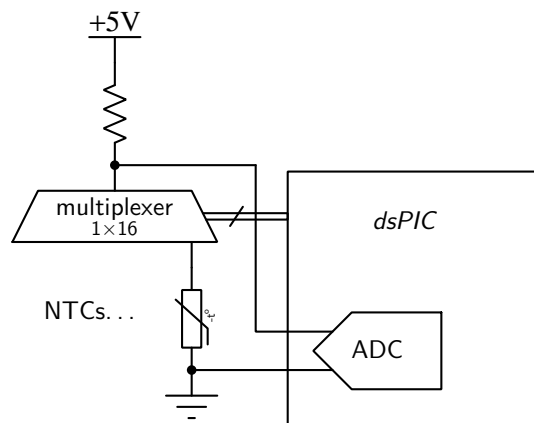 +5V
multiplexer
1×16
dsPIC
NTCs...
-t°
ADC